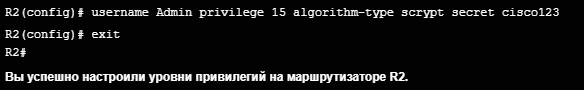 R2(config)# username Admin privilege 15 algorithm-type scrypt secret cisco123
R2(config)# exit
R2#
Вы успешно настроили уровни привилегий на маршрутизаторе R2.